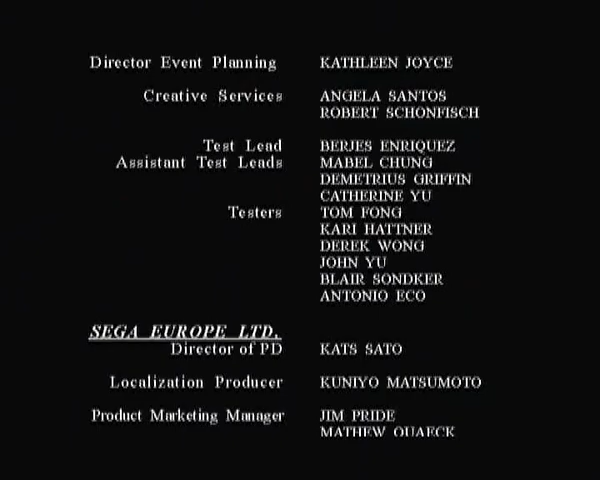 Director Event Planning KATHLEEN JOYCE
Creative Services ANGELA SANTOS
ROBERT SCHONFISCH
Test Lead BERJES ENRIQUEZ
Assistant Test Leads MABEL CHUNG
DEMETRIUS GRIFFIN
CATHERINE YU
Testers TOM FONG
KARI HATTNER
DEREK WONG
JOHN YU
BLAIR SONDKER
ANTONIO ECO
SEGA EUROPE LTD.
Director of PD KATS SATO
Localization Producer KUNIYO MATSUMOTO
Product Marketing Manager JIM PRIDE
MATHEW QUAECK